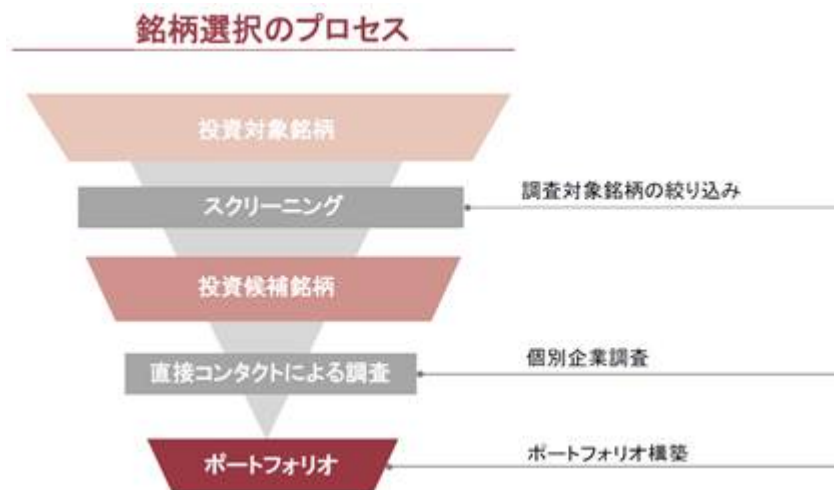 銘柄選択のプロセス
投資対象銘柄
スクリーニング
調査対象銘柄の絞り込み
投資候補銘柄
直接コンタクトによる調査
個別企業調査
ポートフォリオ
ポートフォリオ構築